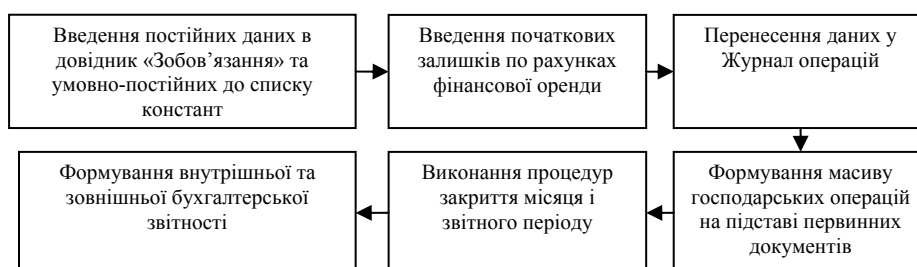 Введення постійних даних в
довідник «Зобов’язання» та
умовно-постійних до списку
констант
Введення початкових
залишків по рахунках
фінансової оренди
Перенесення даних у
Журнал операцій
Формування масиву
господарських операцій
на підставі первинних
документів
Виконання процедур
закриття місяця і
звітного періоду
Формування внутрішньої та
зовнішньої бухгалтерської
звітності